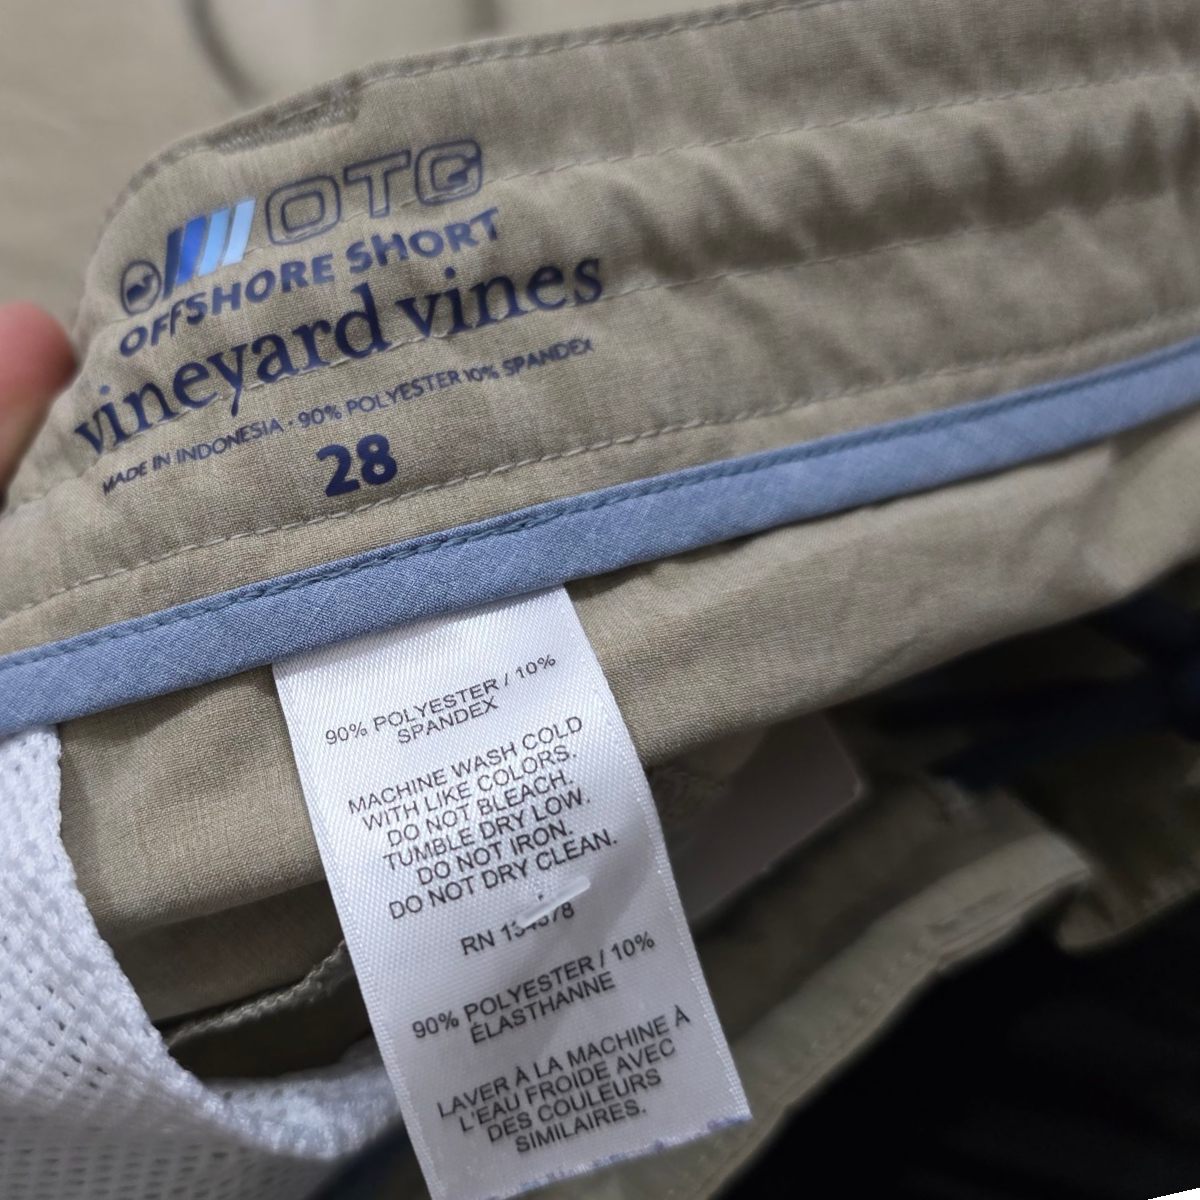 OTG
OFFSHORE SHORT
vineyard vines
MADE IN INDONESIA · 90% POLYESTER 10% SPANDEX
28
90% POLYESTER / 10%
SPANDEX
MACHINE WASH COLD
WITH LIKE COLORS.
DO NOT BLEACH.
TUMBLE DRY LOW.
DO NOT IRON.
DO NOT DRY CLEAN.
RN
90% POLYESTER / 10%
ÉLASTHANNE
LAVER À LA MACHINE À
L'EAU FROIDE AVEC
DES COULEURS
SIMILAIRES.